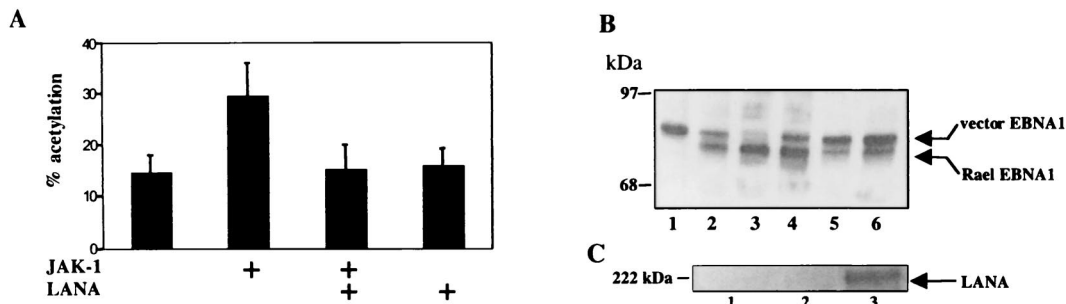 A
40
30
20
10
0
% acetylation
JAK-1 + +
LANA + +
B
kDa
97
68
vector EBNA1
Rael EBNA1
1 2 3 4 5 6
C
222 kDa
LANA
1 2 3